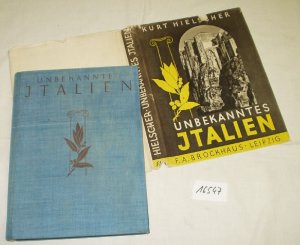 UNBEKANNTES
JTALIEN
HIELSCHER · UNBEKANNTES JTALIEN
KURT HIELSCHER
UNBEKANNTES
JTALIEN
F. A. BROCKHAUS · LEIPZIG
16547